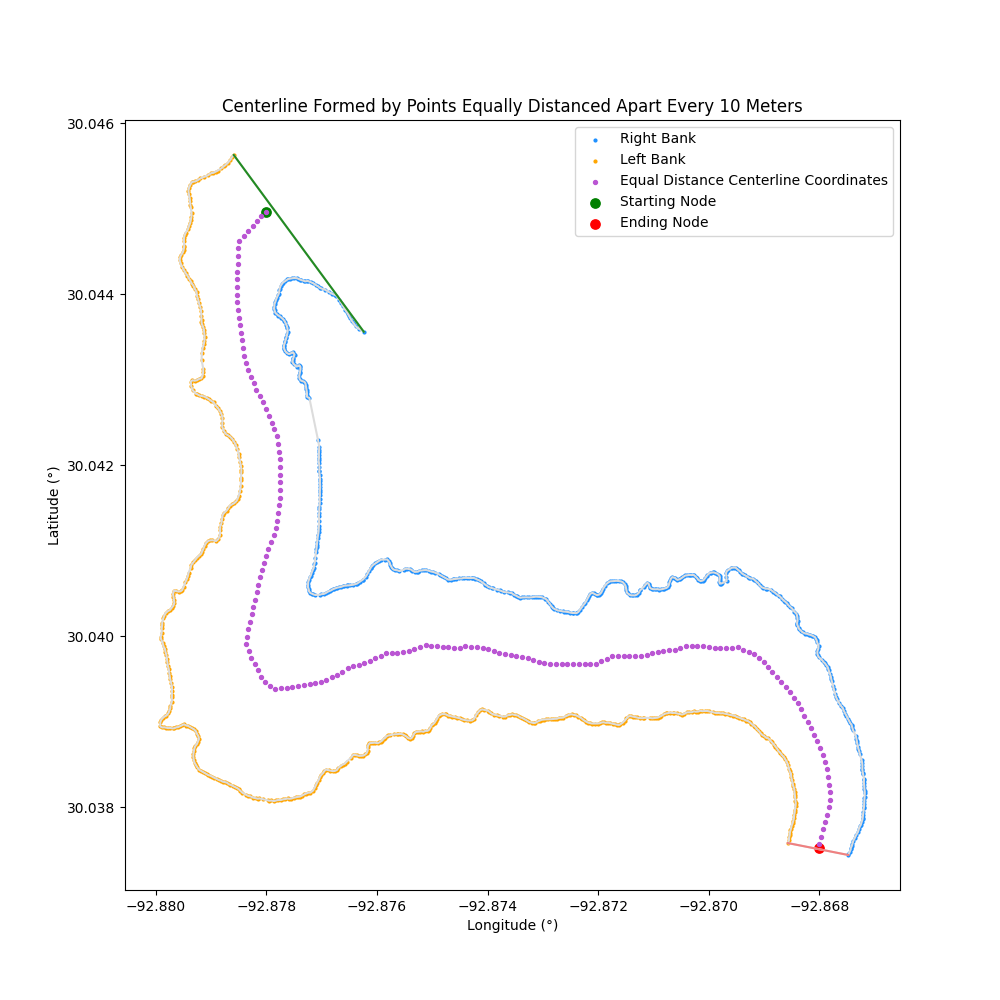 Centerline Formed by Points Equally Distanced Apart Every 10 Meters
30.046
30.044
30.042
30.040
30.038
Latitude (°)
Right Bank
Left Bank
Equal Distance Centerline Coordinates
Starting Node
Ending Node
−92.880 −92.878 −92.876 −92.874 −92.872 −92.870 −92.868
Longitude (°)